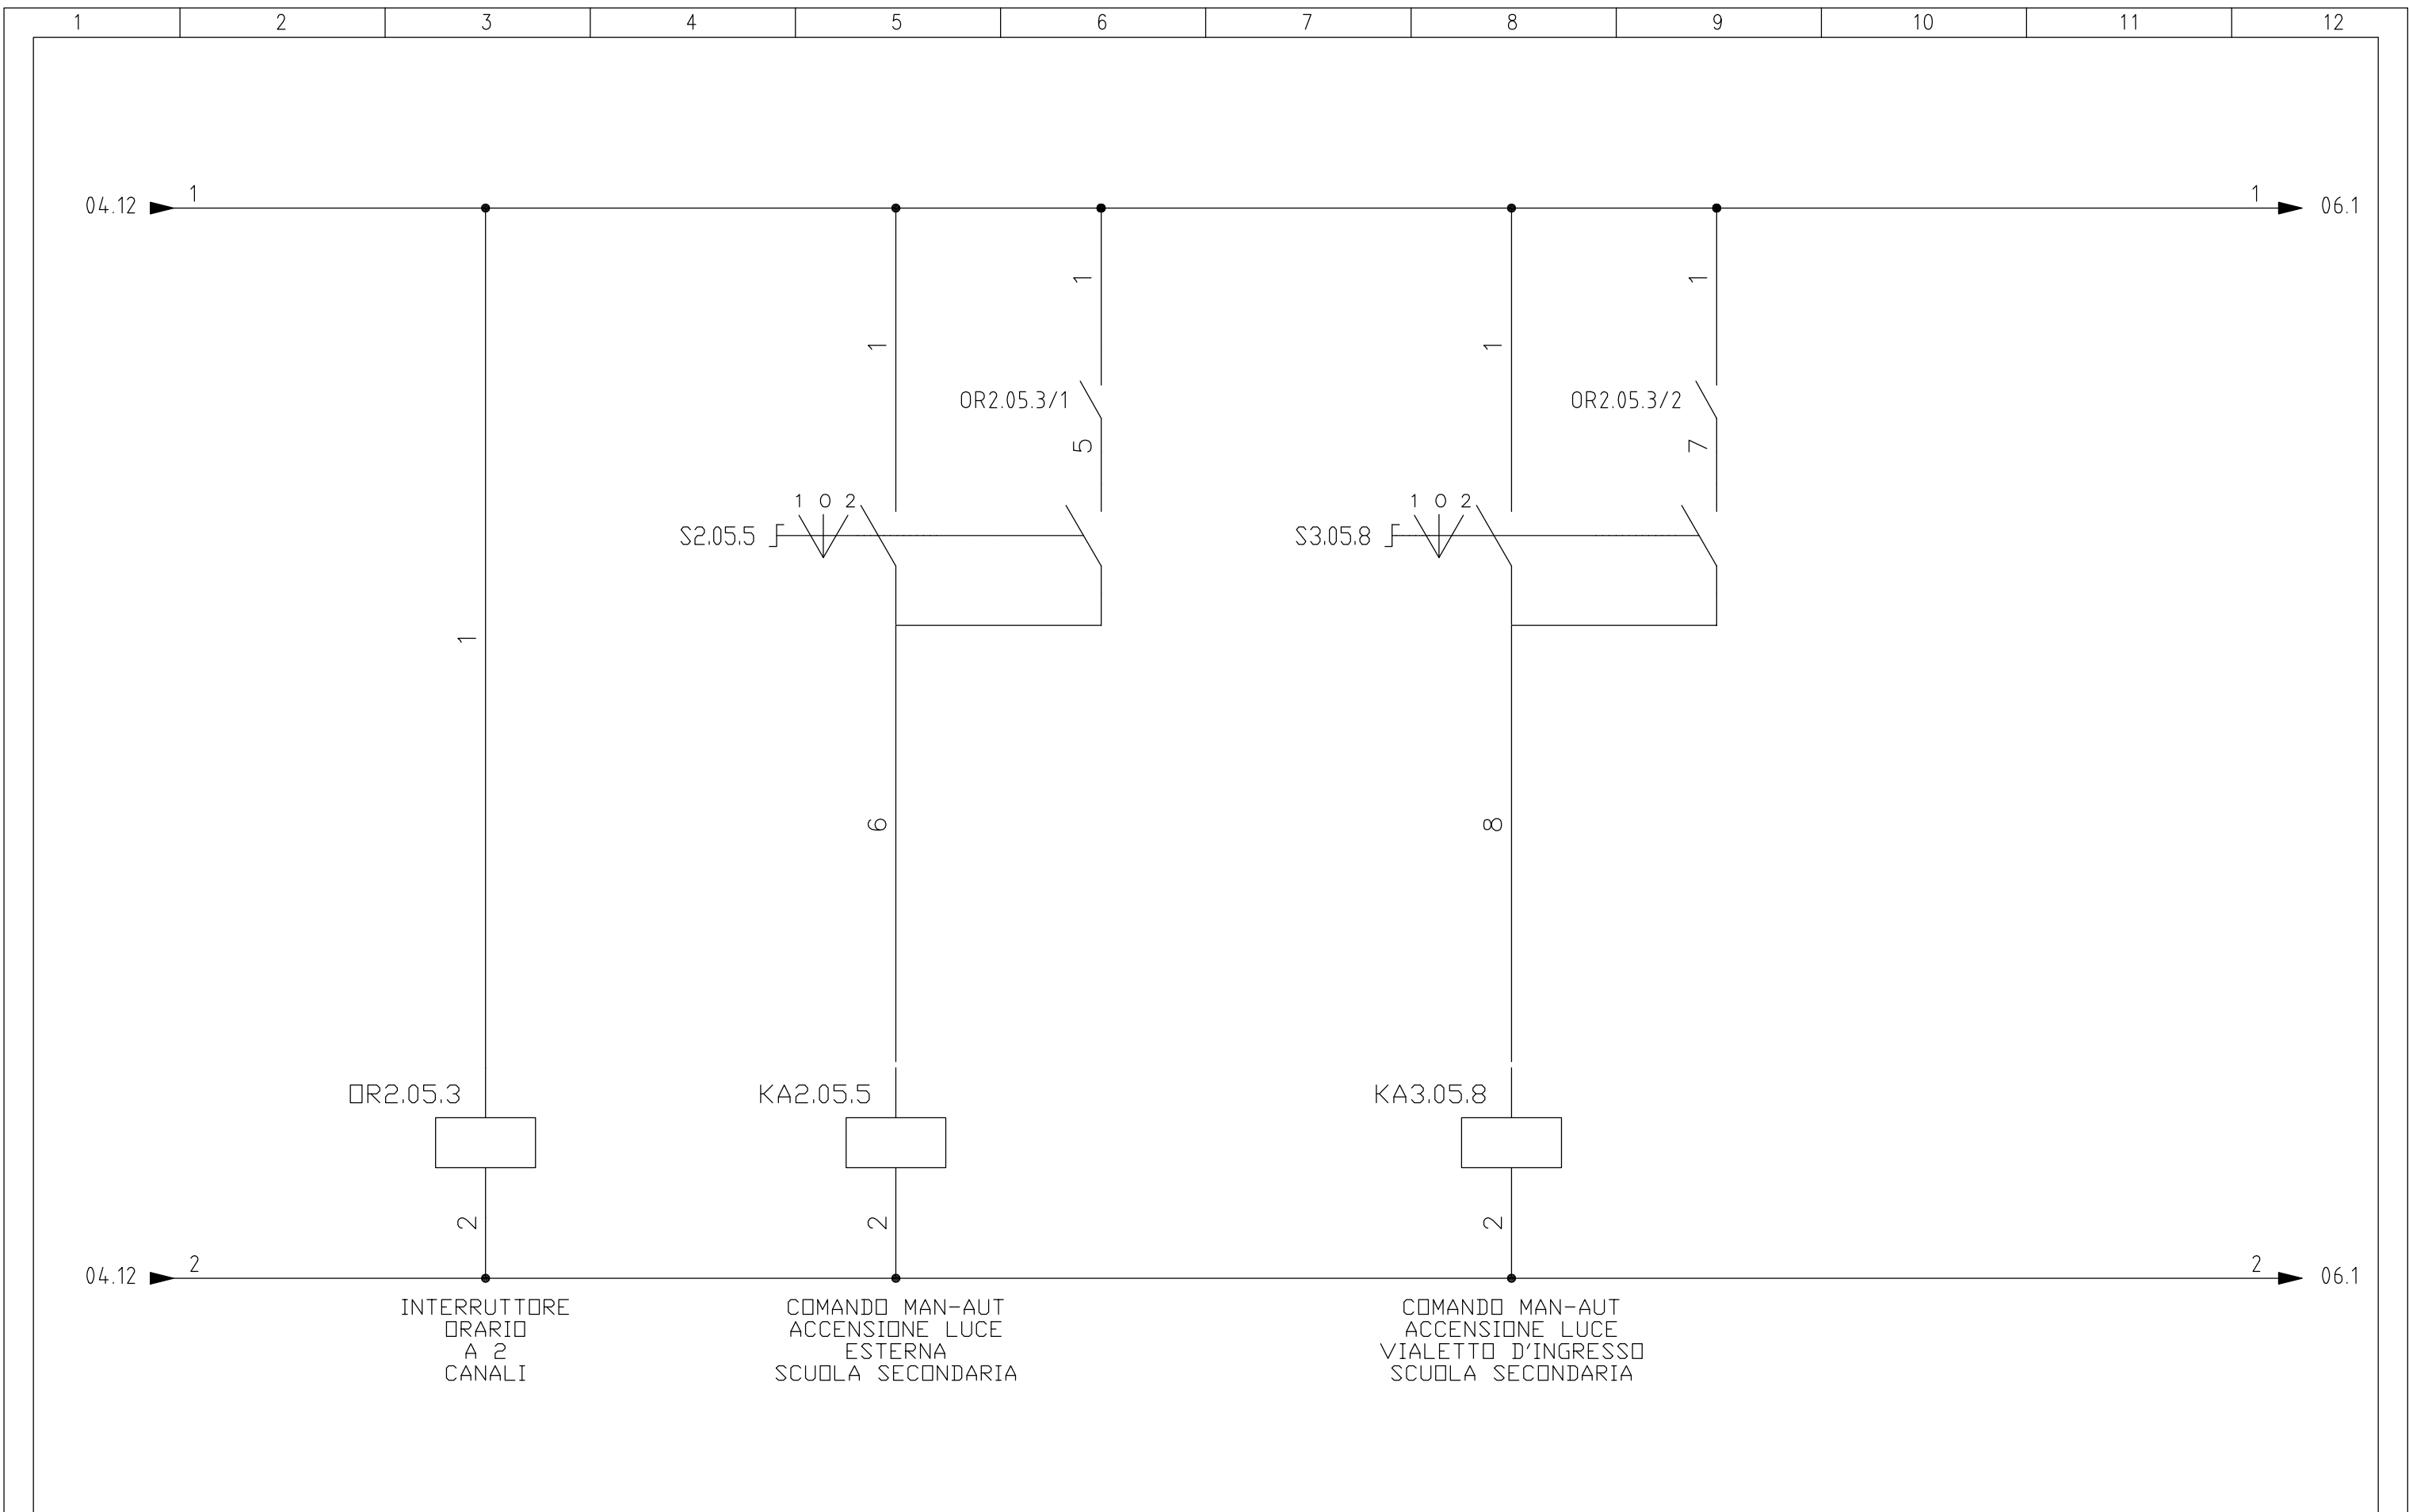 1 2 3 4 5 6 7 8 9 10 11 12
04.12 1 1 06.1
1 1
1 1
OR2.05.3/1 OR2.05.3/2
5 7
1 0 2 1 0 2
S2.05.5 S3.05.8
1
6 8
OR2.05.3 KA2.05.5 KA3.05.8
2 2 2
04.12 2 2 06.1
INTERRUTTORE
ORARIO
A 2
CANALI
COMANDO MAN-AUT
ACCENSIONE LUCE
ESTERNA
SCUOLA SECONDARIA
COMANDO MAN-AUT
ACCENSIONE LUCE
VIALETTO D'INGRESSO
SCUOLA SECONDARIA